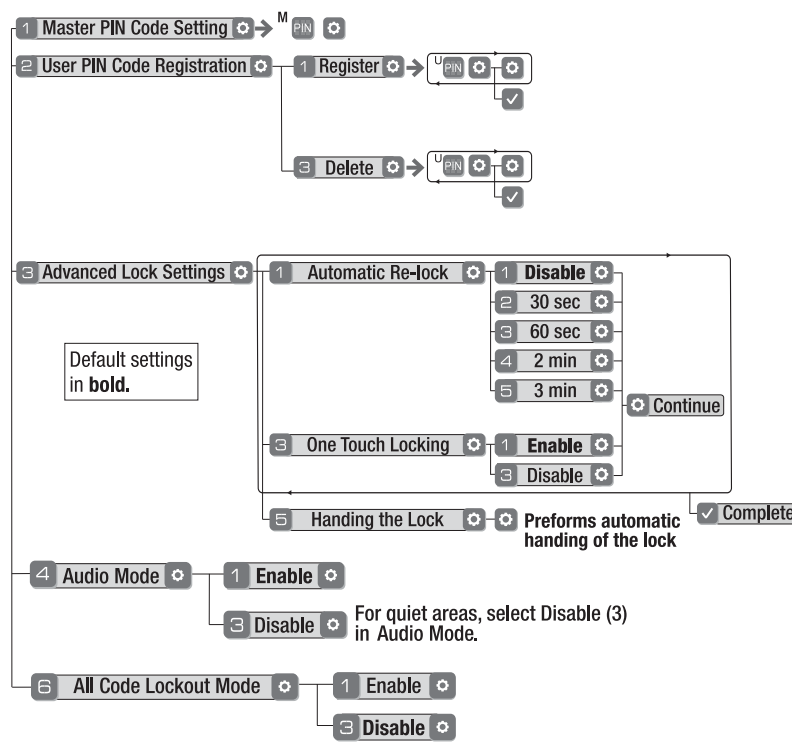 1 Master PIN Code Setting M PIN
2 User PIN Code Registration 1 Register U PIN
3 Delete U PIN
3 Advanced Lock Settings 1 Automatic Re-lock 1 Disable
2 30 sec
3 60 sec
4 2 min
5 3 min
Default settings
in bold.
Continue
3 One Touch Locking 1 Enable
3 Disable
5 Handing the Lock Preforms automatic
handing of the lock
Complete
4 Audio Mode 1 Enable
3 Disable For quiet areas, select Disable (3)
in Audio Mode.
6 All Code Lockout Mode 1 Enable
3 Disable